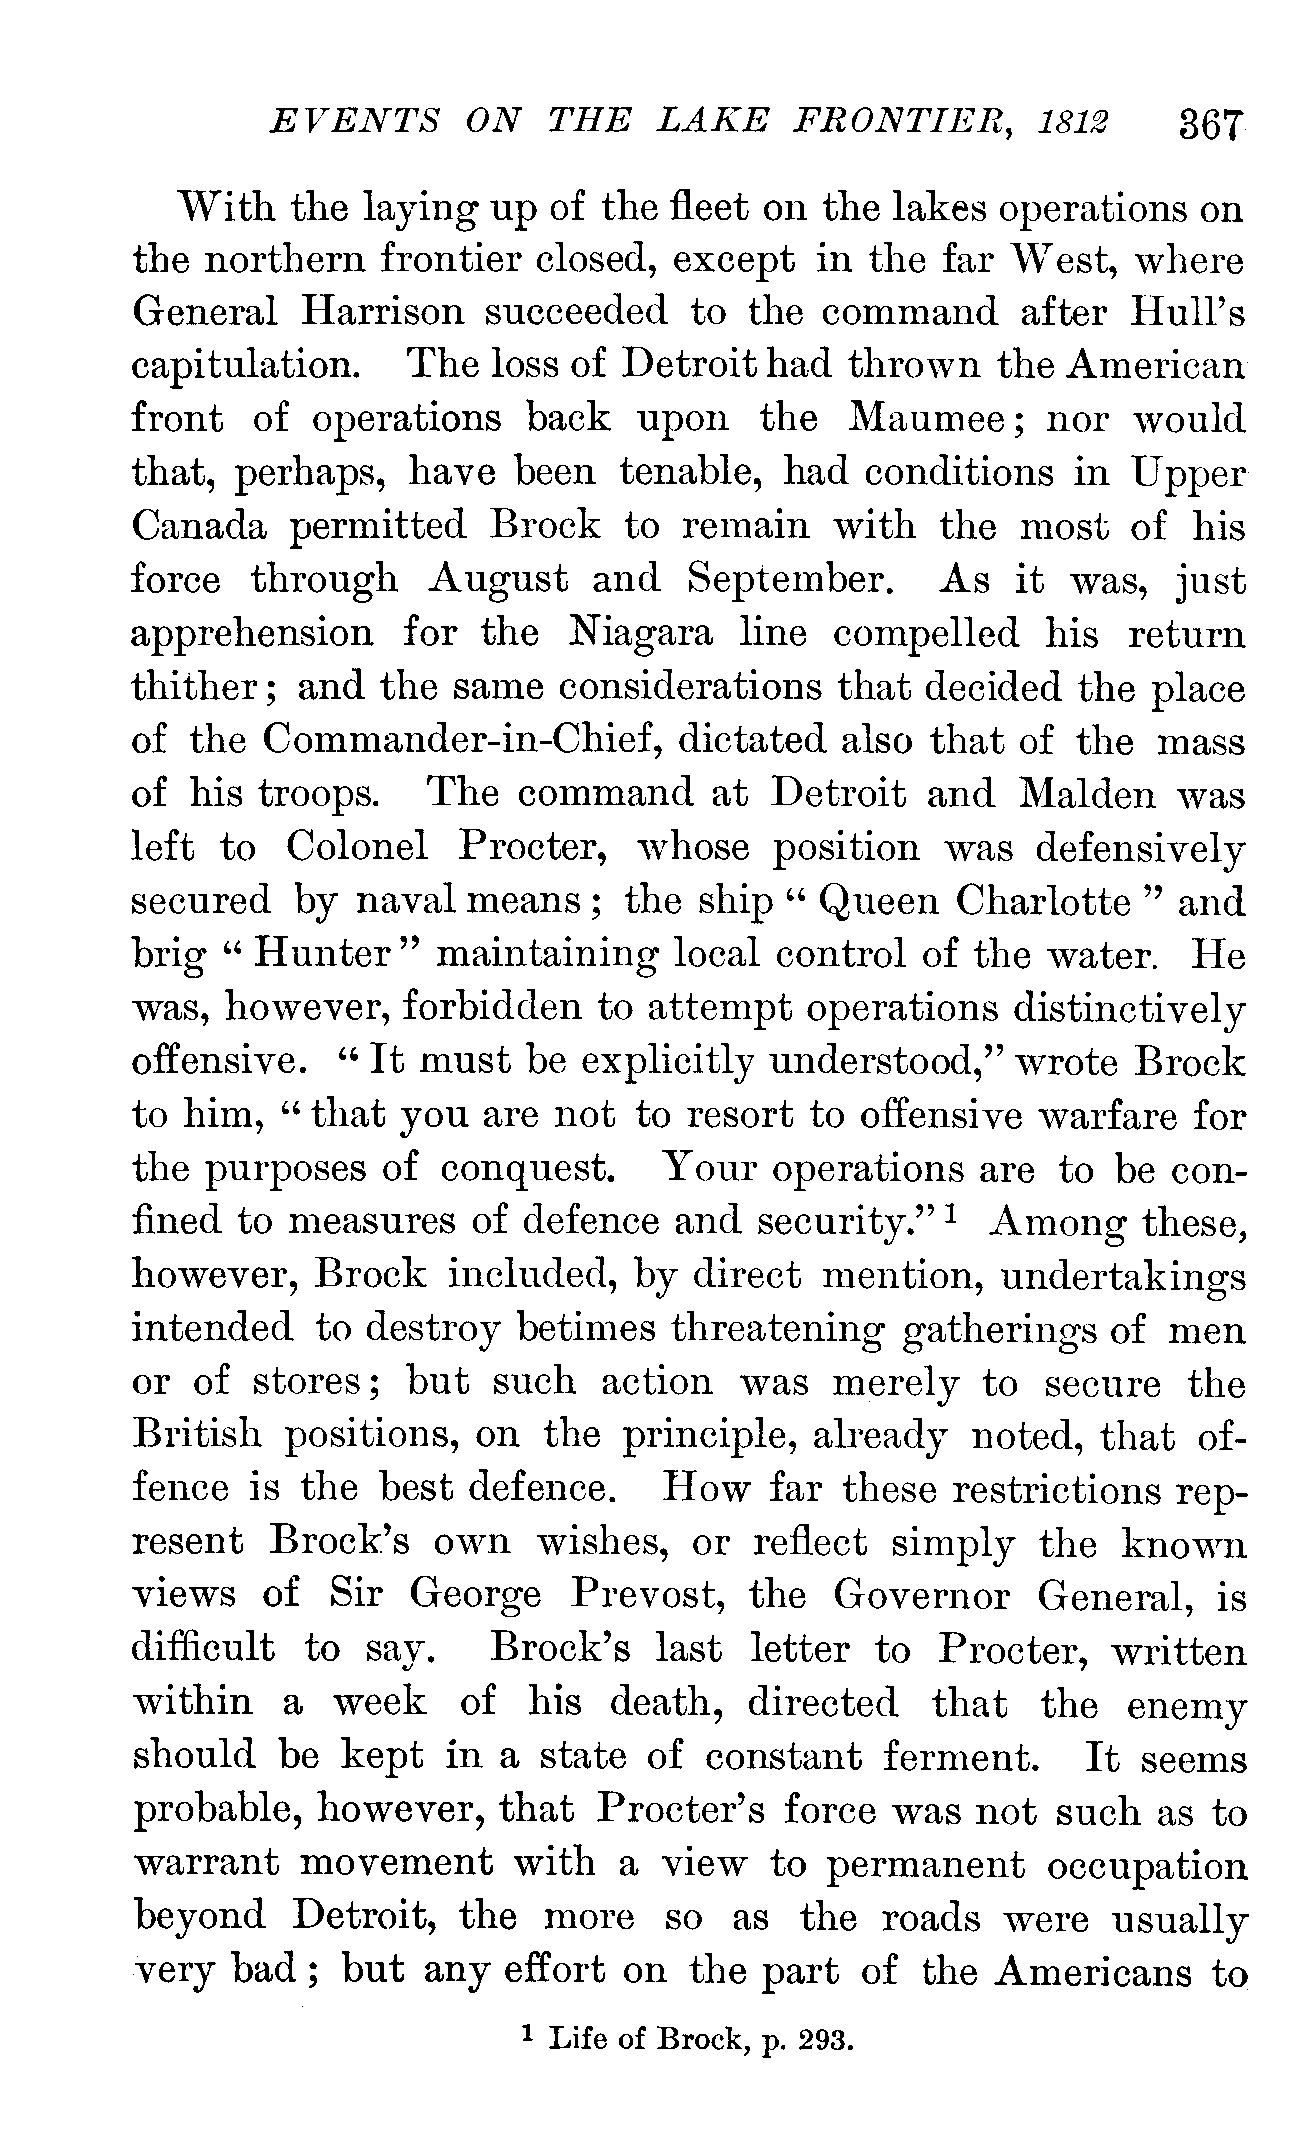 EVENTS ON THE LAKE FRONTIER, 1812 367
With the laying up of the fleet on the lakes operations on
the northern frontier closed, except in the far West, where
General Harrison succeeded to the command after Hull's
capitulation. The loss of Detroit had thrown the American
front of operations back upon the Maumee; nor would
that, perhaps, have been tenable, had conditions in Upper
Canada permitted Brock to remain with the most of his
force through August and September. As it was, just
apprehension for the Niagara line compelled his return
thither; and the same considerations that decided the place
of the Commander-in-Chief, dictated also that of the mass
of his troops. The command at Detroit and Malden was
left to Colonel Procter, whose position was defensively
secured by naval means; the ship "Queen Charlotte" and
brig "Hunter" maintaining local control of the water. He
was, however, forbidden to attempt operations distinctively
offensive. "It must be explicitly understood," wrote Brock
to him, "that you are not to resort to offensive warfare for
the purposes of conquest. Your operations are to be con-
fined to measures of defence and security."¹ Among these,
however, Brock included, by direct mention, undertakings
intended to destroy betimes threatening gatherings of men
or of stores; but such action was merely to secure the
British positions, on the principle, already noted, that of-
fence is the best defence. How far these restrictions rep-
resent Brock's own wishes, or reflect simply the known
views of Sir George Prevost, the Governor General, is
difficult to say. Brock's last letter to Procter, written
within a week of his death, directed that the enemy
should be kept in a state of constant ferment. It seems
probable, however, that Procter's force was not such as to
warrant movement with a view to permanent occupation
beyond Detroit, the more so as the roads were usually
very bad; but any effort on the part of the Americans to
¹ Life of Brock, p. 293.